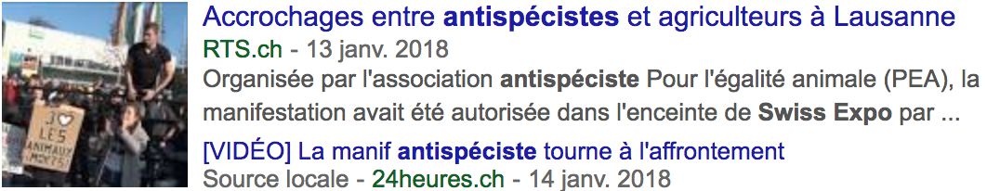 Accrochages entre antispécistes et agriculteurs à Lausanne
RTS.ch - 13 janv. 2018
Organisée par l'association antispéciste Pour l'égalité animale (PEA), la
manifestation avait été autorisée dans l'enceinte de Swiss Expo par ...
[VIDÉO] La manif antispéciste tourne à l'affrontement
Source locale - 24heures.ch - 14 janv. 2018
J'
LES
ANIMAUX
MORTS!